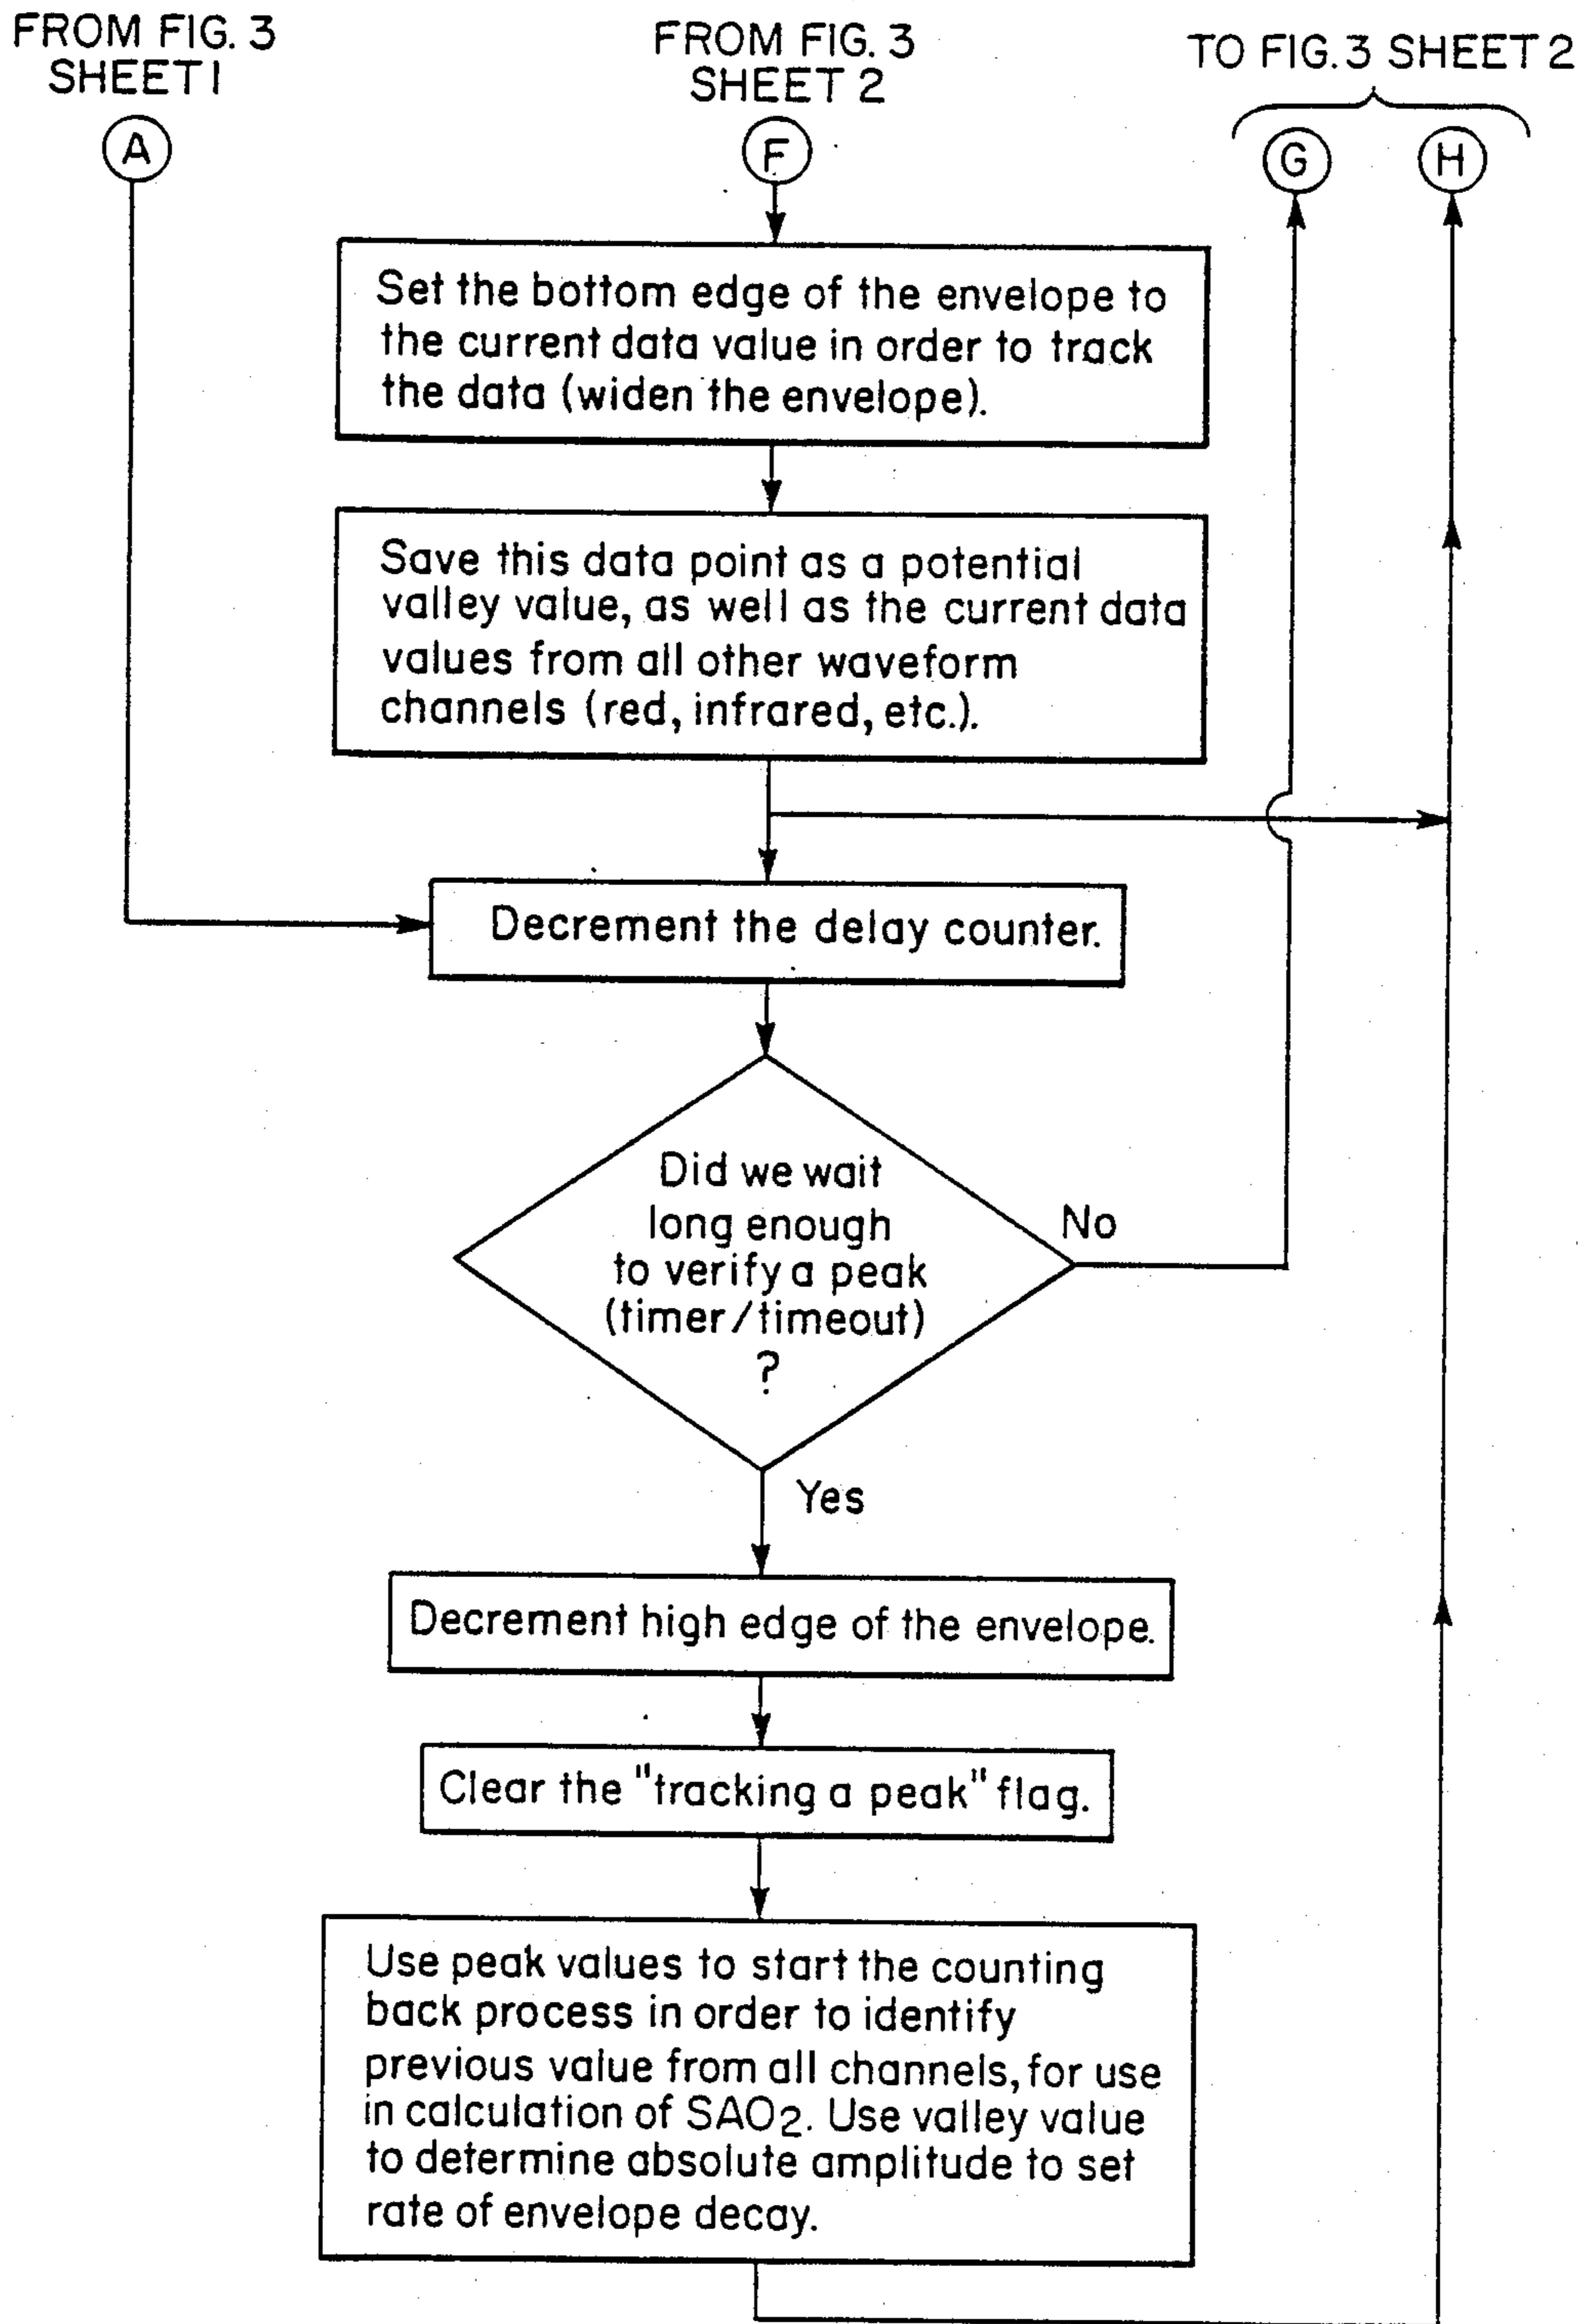 FROM FIG. 3
SHEET 1
FROM FIG. 3
SHEET 2
TO FIG. 3 SHEET 2
A
F
G
H
Set the bottom edge of the envelope to
the current data value in order to track
the data (widen the envelope).
Save this data point as a potential
valley value, as well as the current data
values from all other waveform
channels (red, infrared, etc.).
Decrement the delay counter.
Did we wait
long enough
to verify a peak
(timer/timeout)
?
No
Yes
Decrement high edge of the envelope.
Clear the "tracking a peak" flag.
Use peak values to start the counting
back process in order to identify
previous value from all channels, for use
in calculation of SAO2. Use valley value
to determine absolute amplitude to set
rate of envelope decay.